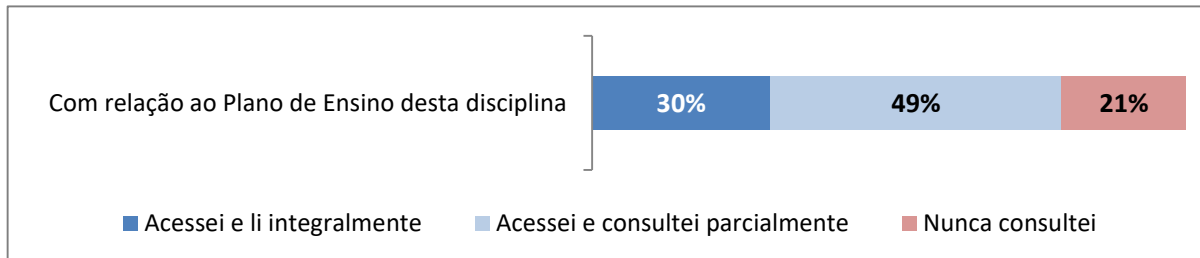 Com relação ao Plano de Ensino desta disciplina
30%
49%
21%
Acessei e li integralmente
Acessei e consultei parcialmente
Nunca consultei